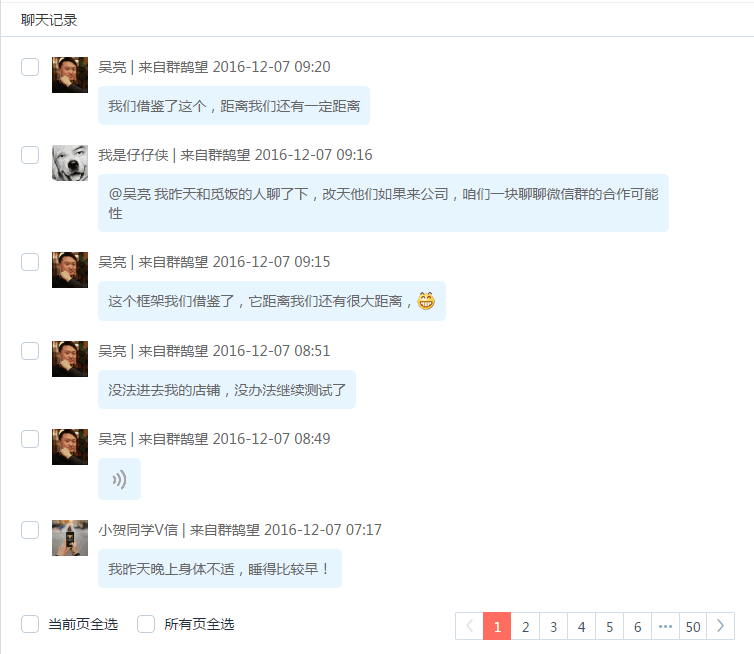 聊天记录
吴亮 | 来自群鹄望 2016-12-07 09:20
我们借鉴了这个，距离我们还有一定距离
我是仔仔侠 | 来自群鹄望 2016-12-07 09:16
@吴亮 我昨天和觅饭的人聊了下，改天他们如果来公司，咱们一块聊聊微信群的合作可能
性
吴亮 | 来自群鹄望 2016-12-07 09:15
这个框架我们借鉴了，它距离我们还有很大距离，😁
吴亮 | 来自群鹄望 2016-12-07 08:51
没法进去我的店铺，没办法继续测试了
吴亮 | 来自群鹄望 2016-12-07 08:49
小贺同学V信 | 来自群鹄望 2016-12-07 07:17
我昨天晚上身体不适，睡得比较早！
当前页全选 所有页全选 1 2 3 4 5 6 ••• 50